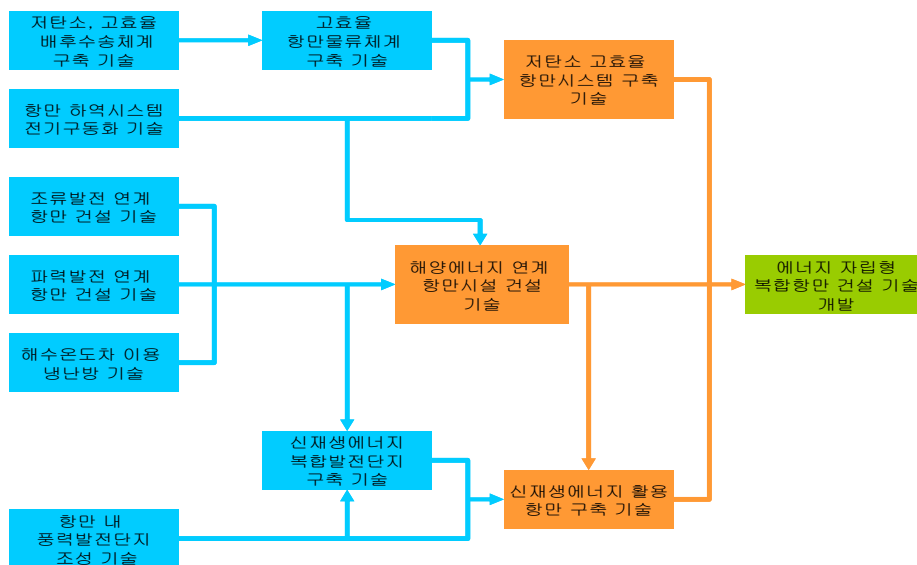 저탄소, 고효율
배후수송체계
구축 기술
고효율
항만물류체계
구축 기술
저탄소 고효율
항만시스템 구축
기술
항만 하역시스템
전기구동화 기술
조류발전 연계
항만 건설 기술
파력발전 연계
항만 건설 기술
해양에너지 연계
항만시설 건설
기술
에너지 자립형
복합항만 건설 기술
개발
해수온도차 이용
냉난방 기술
신재생에너지
복합발전단지
구축 기술
신재생에너지 활용
항만 구축 기술
항만 내
풍력발전단지
조성 기술